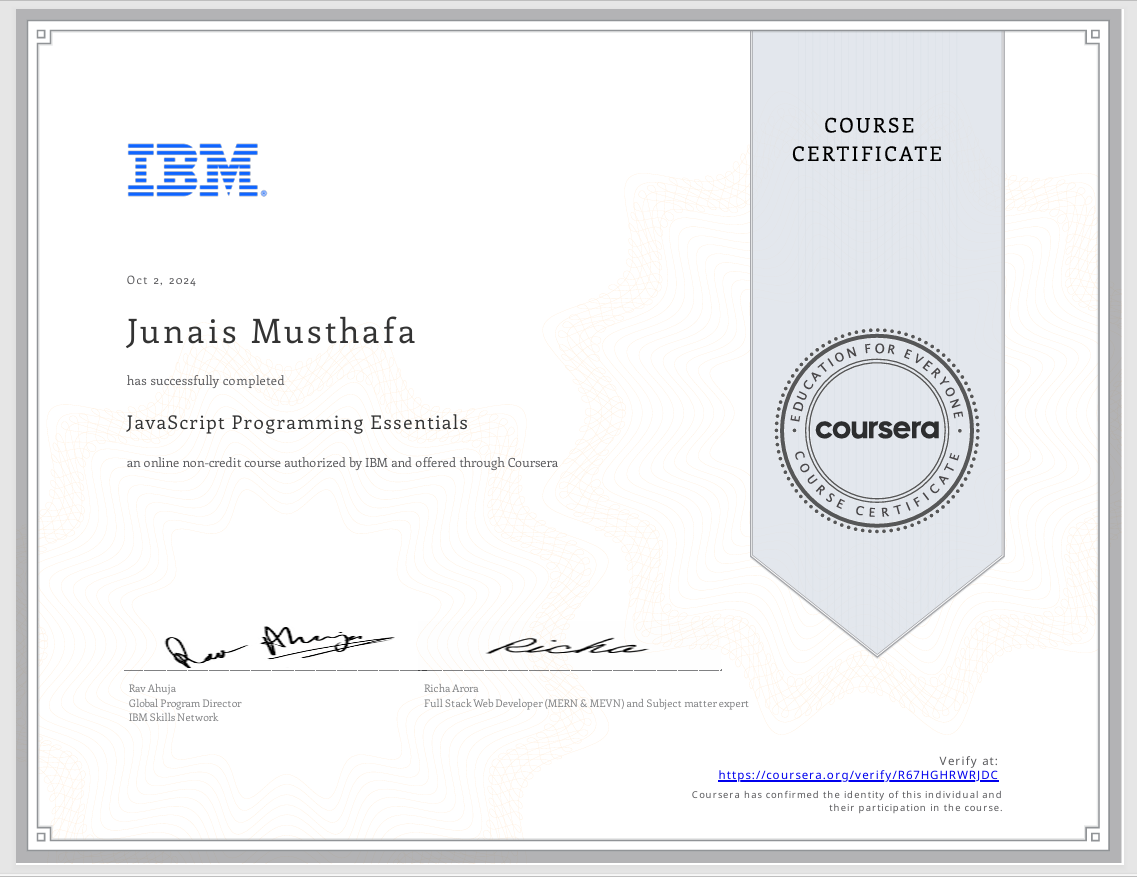 COURSE
CERTIFICATE
IBM®
Oct 2, 2024
Junais Musthafa
has successfully completed
JavaScript Programming Essentials
an online non-credit course authorized by IBM and offered through Coursera
EDUCATION FOR EVERYONE
coursera
COURSE CERTIFICATE
Rav Ahuja
Richa
Rav Ahuja
Global Program Director
IBM Skills Network
Richa Arora
Full Stack Web Developer (MERN & MEVN) and Subject matter expert
Verify at:
https://coursera.org/verify/R67HGHRWRJDC
Coursera has confirmed the identity of this individual and
their participation in the course.